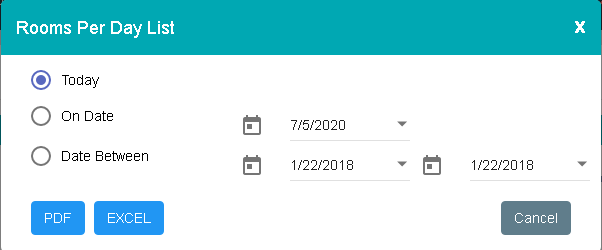 Rooms Per Day List X
Today
On Date 7/5/2020
Date Between 1/22/2018 1/22/2018
PDF EXCEL Cancel